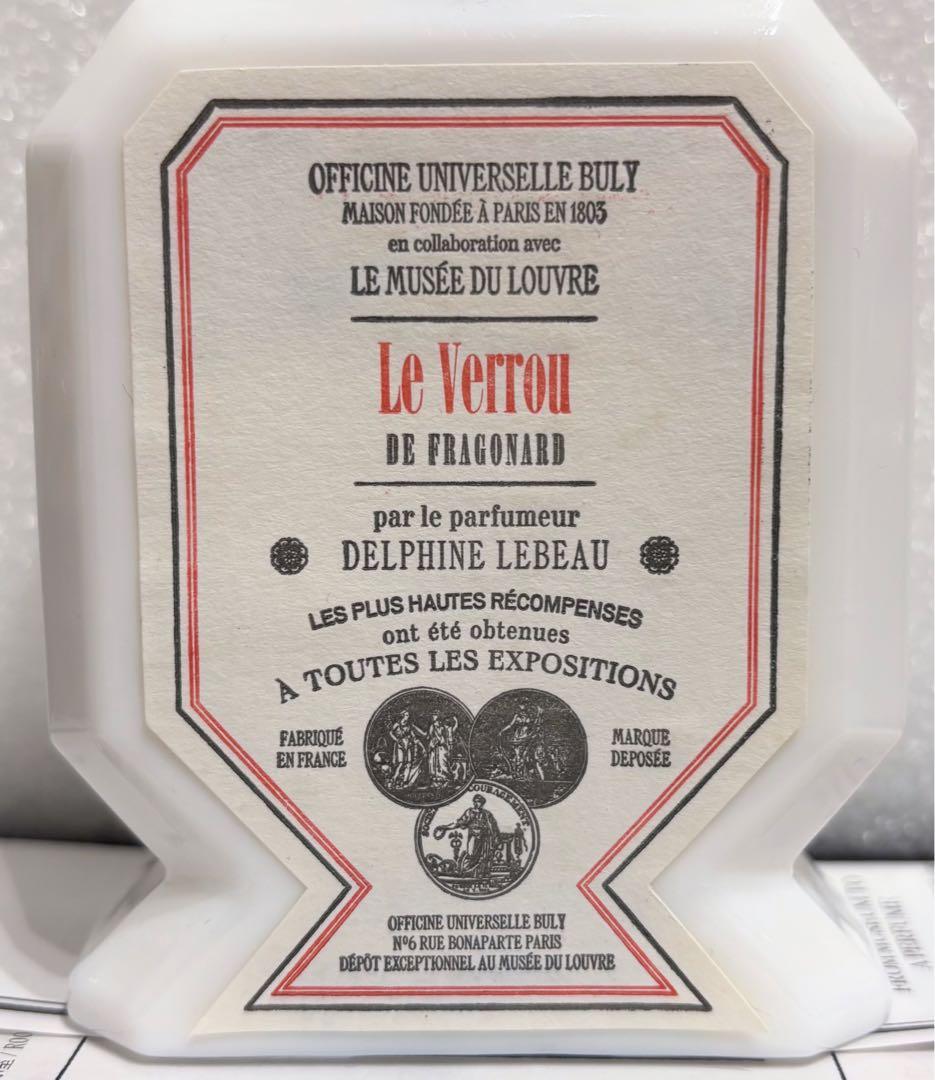 OFFICINE UNIVERSELLE BULY
MAISON FONDÉE À PARIS EN 1803
en collaboration avec
LE MUSÉE DU LOUVRE
Le Verrou
DE FRAGONARD
par le parfumeur
DELPHINE LEBEAU
LES PLUS HAUTES RÉCOMPENSES
ont été obtenues
À TOUTES LES EXPOSITIONS
FABRIQUÉ
EN FRANCE
MARQUE
DEPOSÉE
OFFICINE UNIVERSELLE BULY
Nº6 RUE BONAPARTE PARIS
DÉPÔT EXCEPTIONNEL AU MUSÉE DU LOUVRE